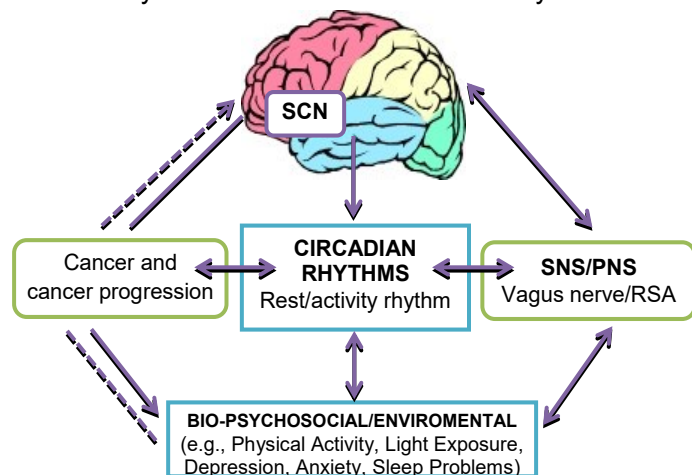 SCN
CIRCADIAN
RHYTHMS
Rest/activity rhythm
Cancer and
cancer progression
SNS/PNS
Vagus nerve/RSA
BIO-PSYCHOSOCIAL/ENVIROMENTAL
(e.g., Physical Activity, Light Exposure,
Depression, Anxiety, Sleep Problems)